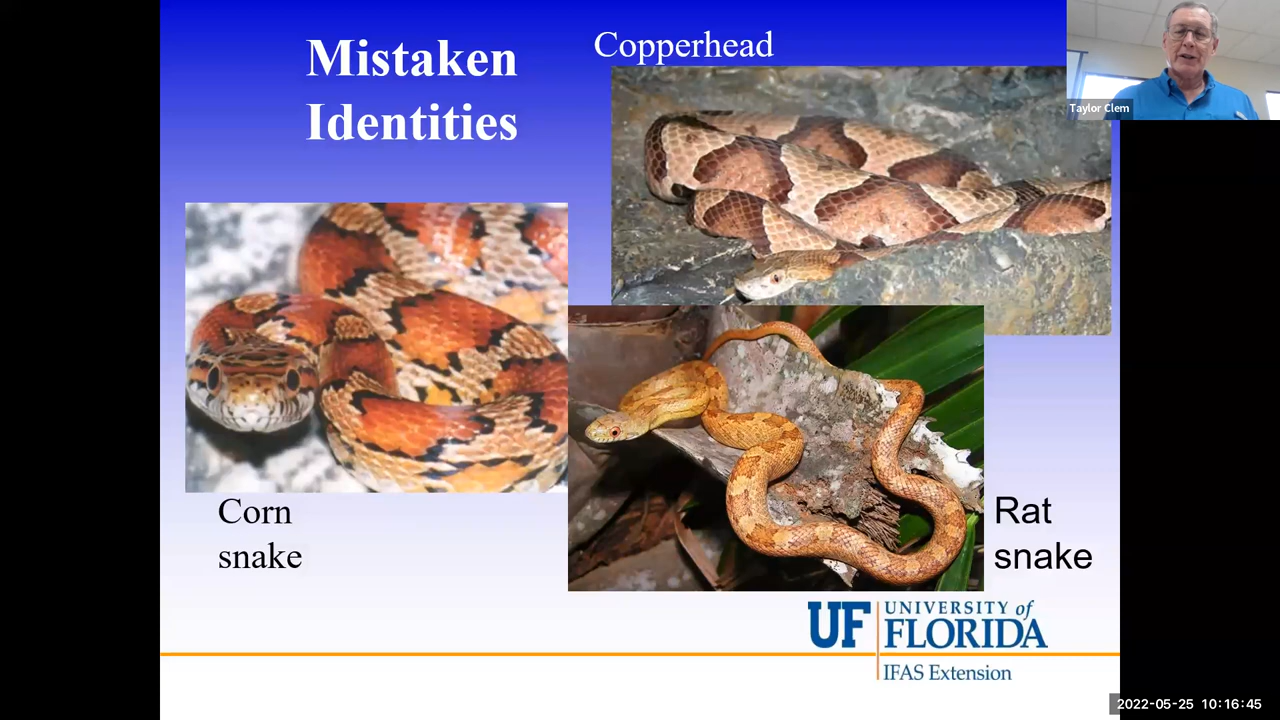 Mistaken
Identities
Copperhead
Taylor Clem
Corn
snake
Rat
snake
UF
UNIVERSITY of
FLORIDA
IFAS Extension
2022-05-25 10:16:45